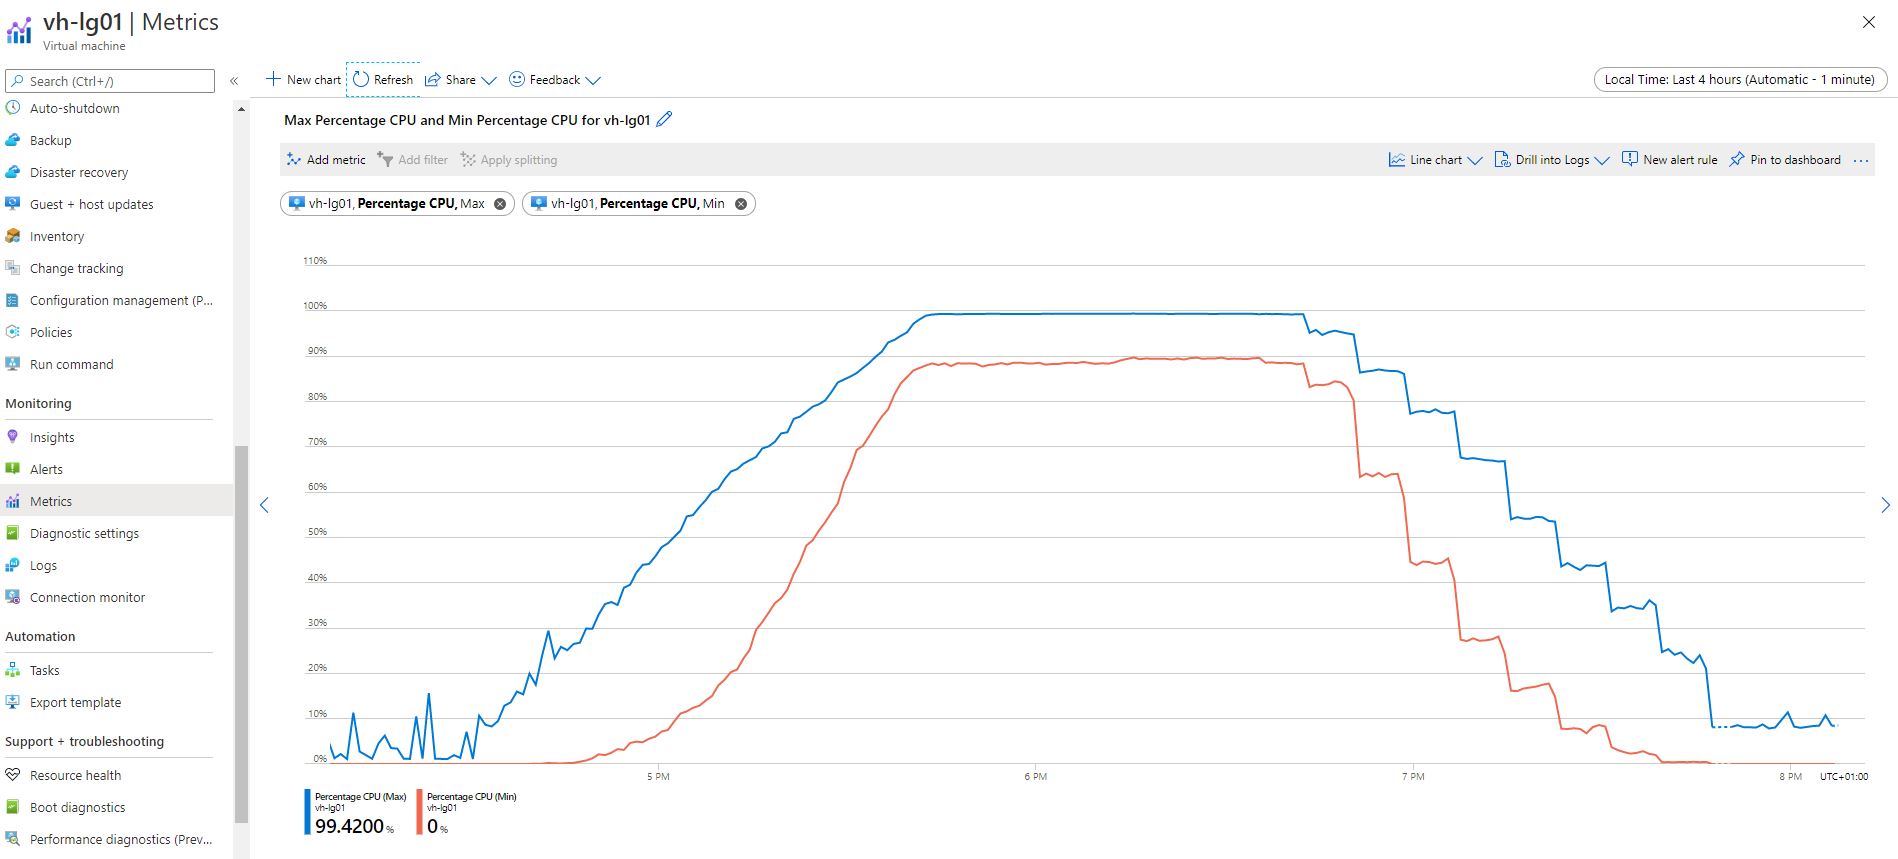 vh-lg01 | Metrics
Virtual machine
Search (Ctrl+/)
«
Auto-shutdown
Backup
Disaster recovery
Guest + host updates
Inventory
Change tracking
Configuration management (P...
Policies
Run command
Monitoring
Insights
Alerts
Metrics
Diagnostic settings
Logs
Connection monitor
Automation
Tasks
Export template
Support + troubleshooting
Resource health
Boot diagnostics
Performance diagnostics (Prev...
New chart Refresh Share Feedback
Local Time: Last 4 hours (Automatic - 1 minute)
Max Percentage CPU and Min Percentage CPU for vh-lg01
Add metric Add filter Apply splitting Line chart Drill into Logs New alert rule Pin to dashboard ...
vh-lg01, Percentage CPU, Max vh-lg01, Percentage CPU, Min
110%
100%
90%
80%
70%
60%
50%
40%
30%
20%
10%
0%
5 PM 6 PM 7 PM 8 PM UTC+01:00
Percentage CPU (Max)
vh-lg01
99.4200 %
Percentage CPU (Min)
vh-lg01
0 %